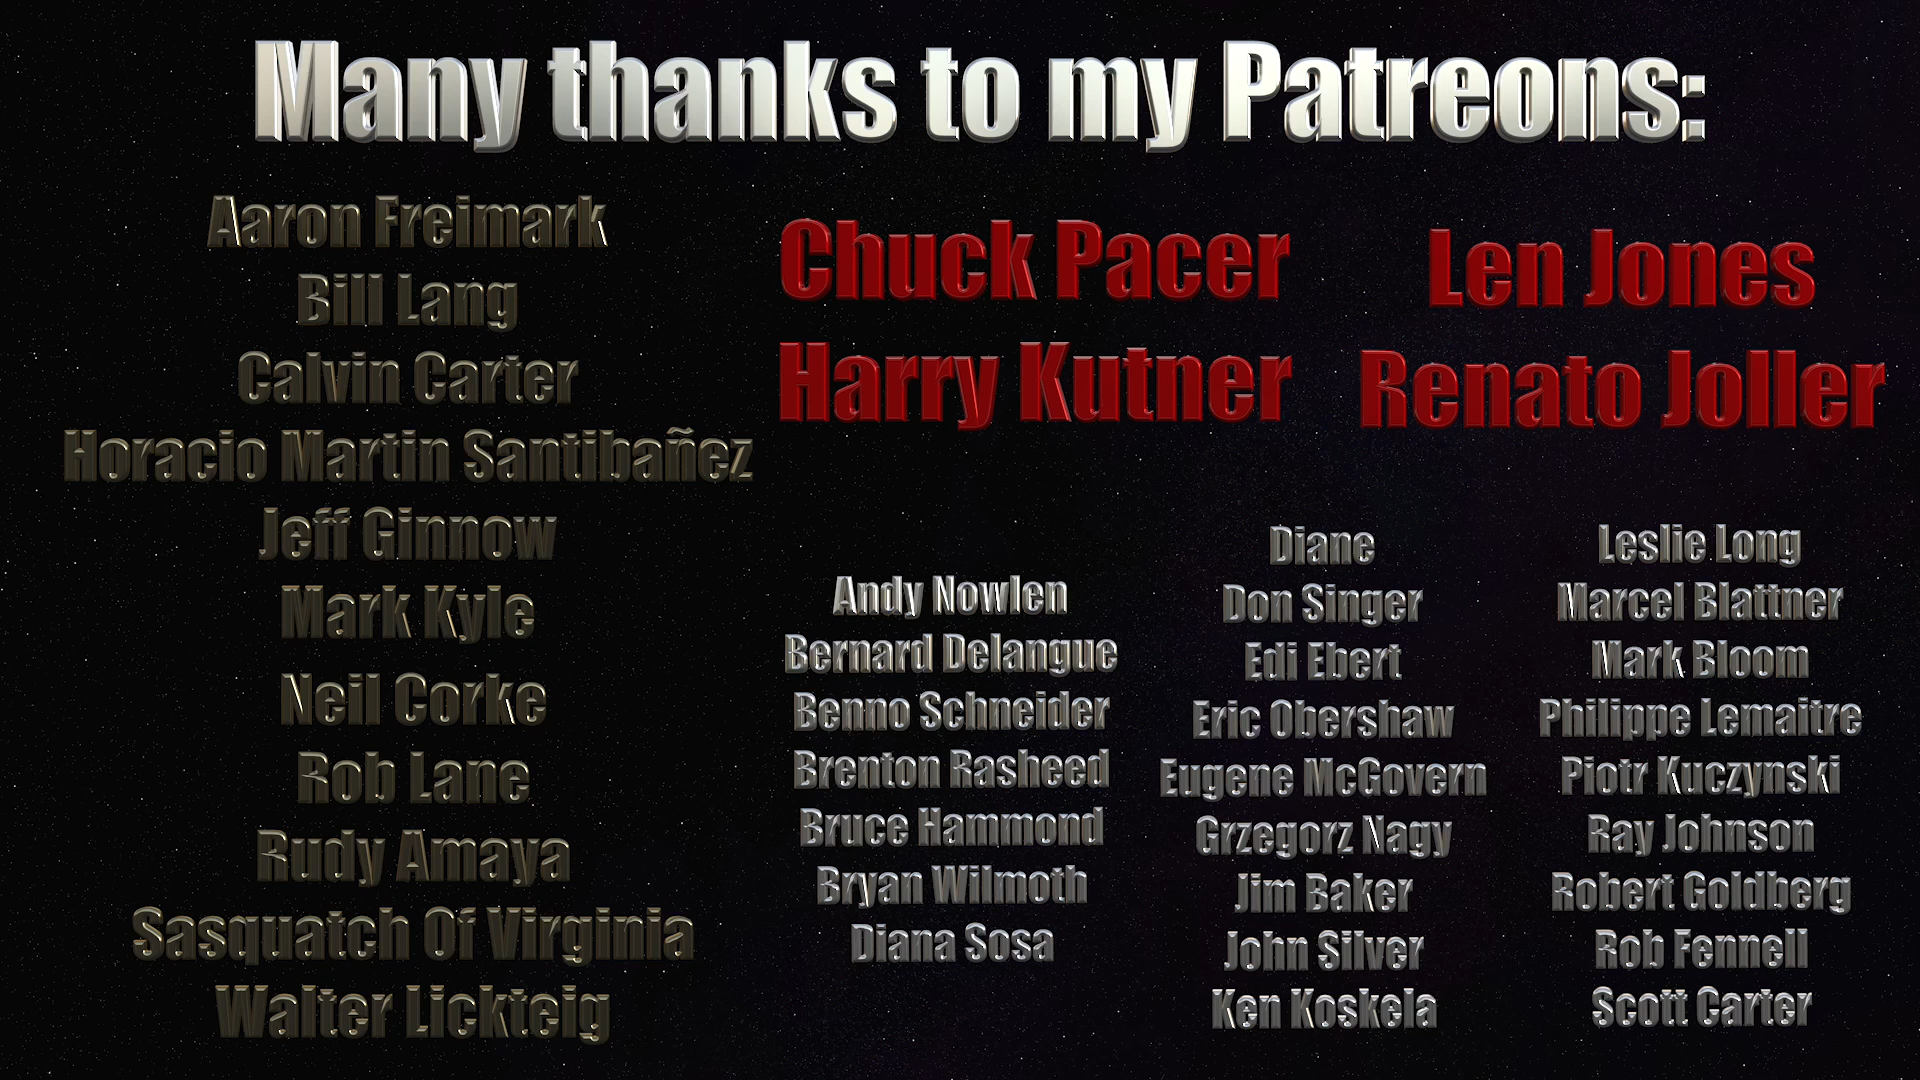 Many thanks to my Patreons:
Aaron Freimark
Bill Lang
Calvin Carter
Horacio Martin Santibañez
Jeff Ginnow
Mark Kyle
Neil Corke
Rob Lane
Rudy Amaya
Sasquatch Of Virginia
Walter Lickteig
Chuck Pacer
Harry Kutner
Len Jones
Renato Joller
Andy Nowlen
Bernard Delangue
Benno Schneider
Brenton Rasheed
Bruce Hammond
Bryan Wilmoth
Diana Sosa
Diane
Don Singer
Edi Ebert
Eric Obershaw
Eugene McGovern
Grzegorz Nagy
Jim Baker
John Silver
Ken Koskela
Leslie Long
Marcel Blattner
Mark Bloom
Philippe Lemaitre
Piotr Kuczynski
Ray Johnson
Robert Goldberg
Rob Fennell
Scott Carter